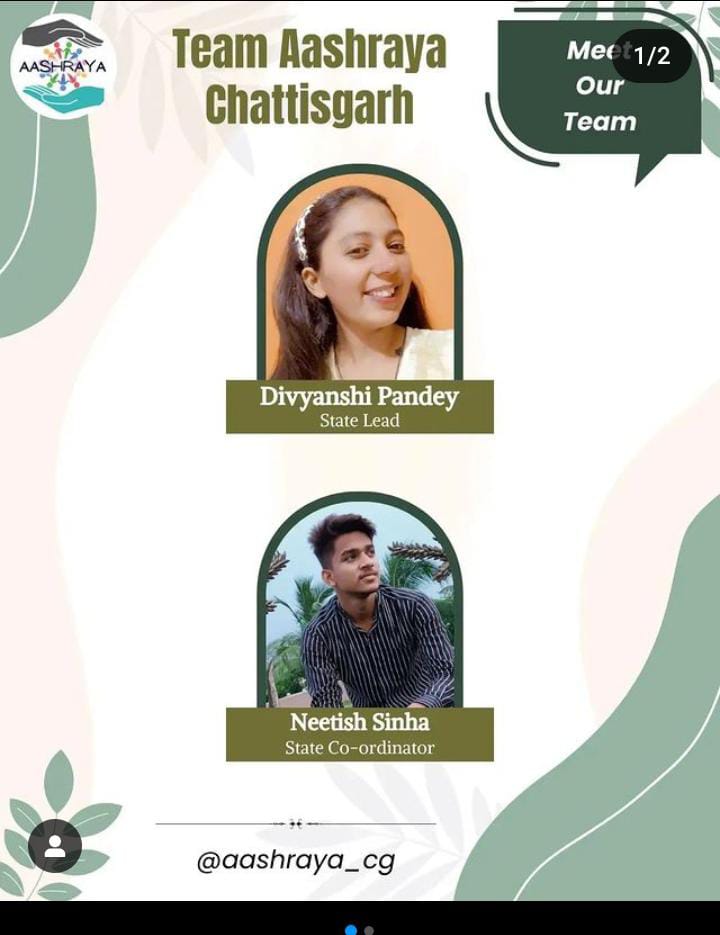 AASHRAYA
Team Aashraya
Chattisgarh
Meet
1/2
Our
Team
Divyanshi Pandey
State Lead
Neetish Sinha
State Co-ordinator
@aashraya_cg